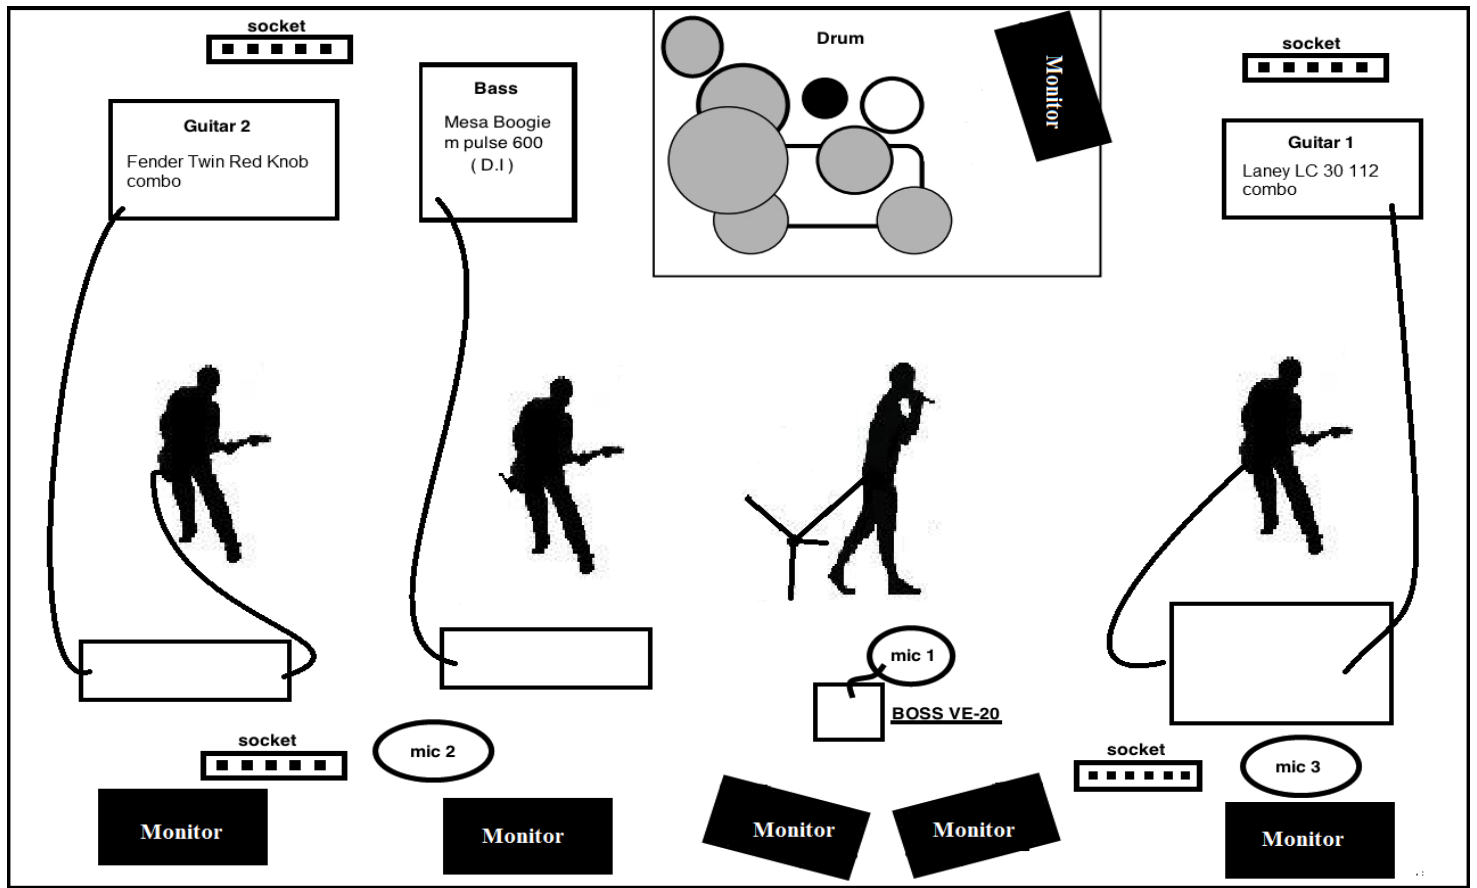 socket
Drum
Monitor
socket
Bass
Mesa Boogie
m pulse 600
( D.I )
Guitar 2
Fender Twin Red Knob
combo
Guitar 1
Laney LC 30 112
combo
mic 1
BOSS VE-20
socket
mic 2
socket
mic 3
Monitor
Monitor
Monitor
Monitor
Monitor